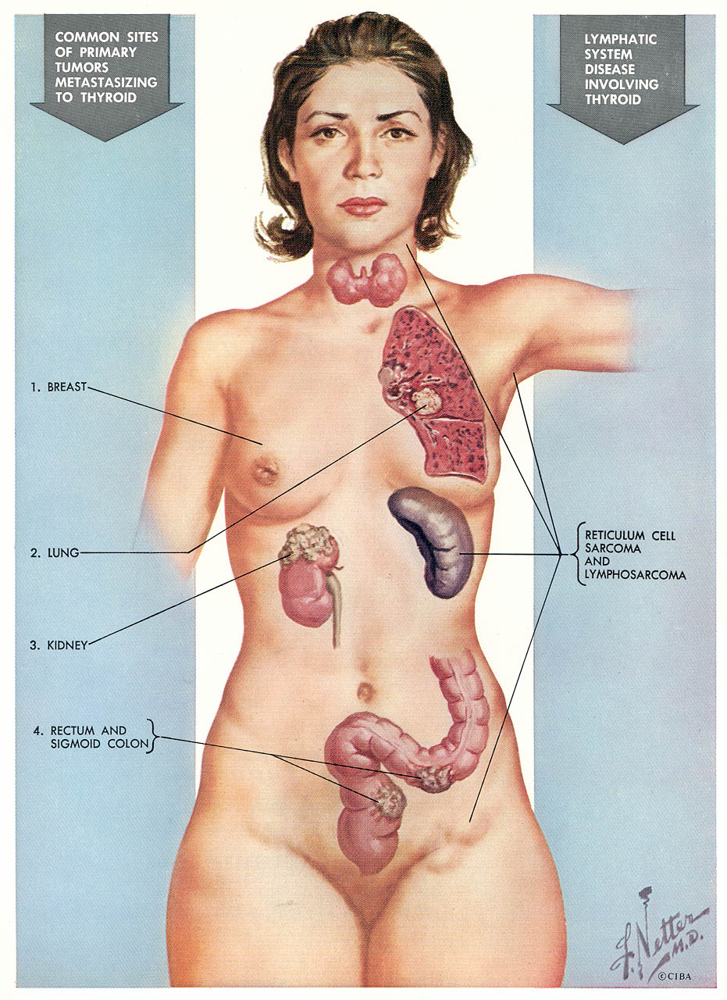 COMMON SITES
OF PRIMARY
TUMORS
METASTASIZING
TO THYROID
LYMPHATIC
SYSTEM
DISEASE
INVOLVING
THYROID
1. BREAST
2. LUNG
3. KIDNEY
4. RECTUM AND
SIGMOID COLON
RETICULUM CELL
SARCOMA
AND
LYMPHOSARCOMA
F. Netter
M.D.
©CIBA